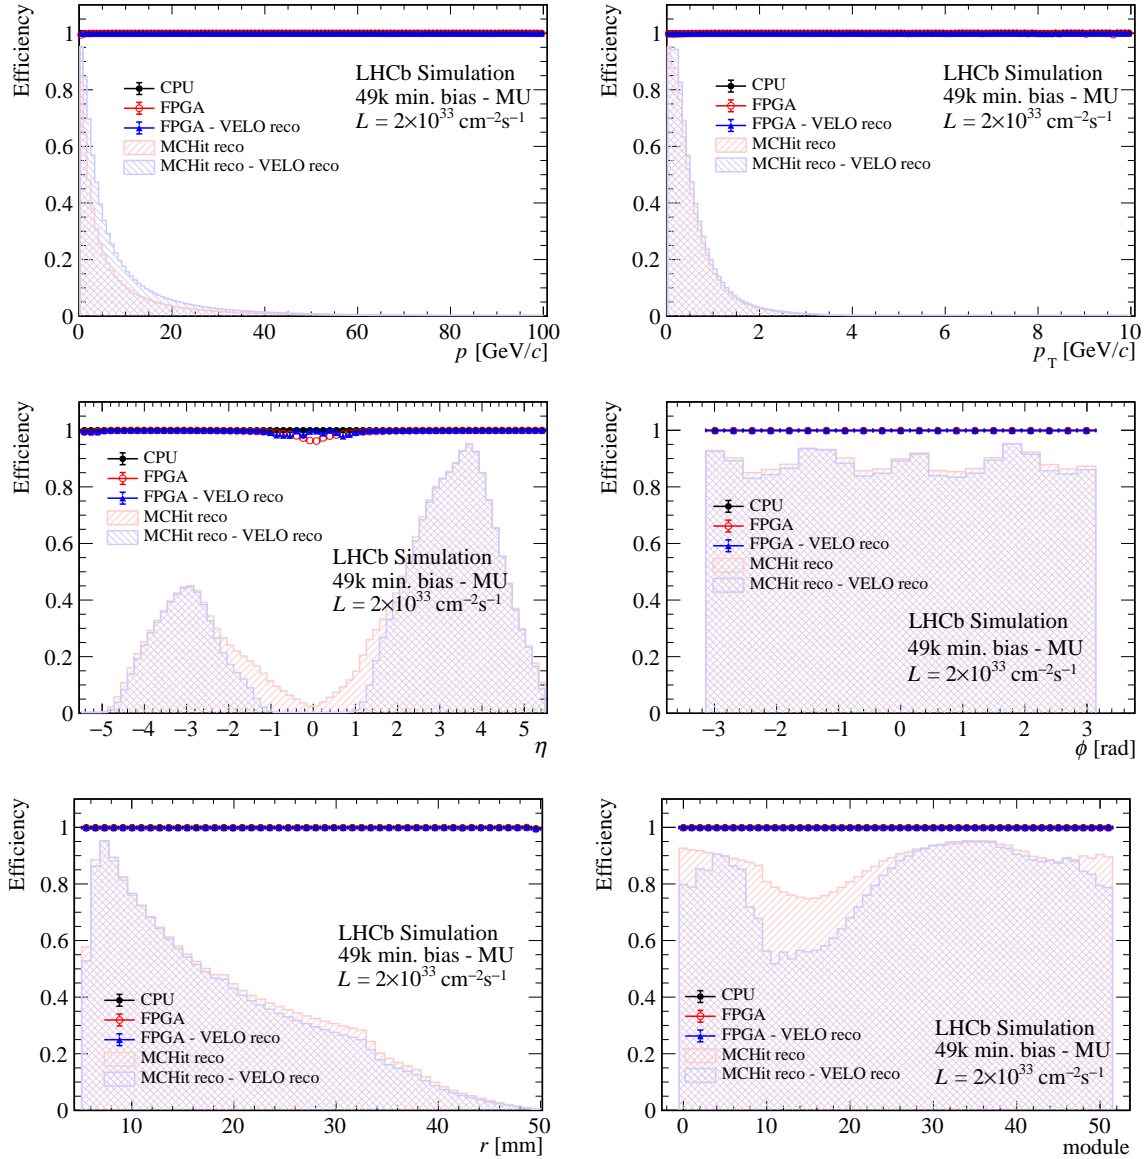 Efficiency
1
0.8
0.6
0.4
0.2
0
CPU
FPGA
FPGA - VELO reco
MCHit reco
MCHit reco - VELO reco
LHCb Simulation
49k min. bias - MU
L = 2×10³³ cm⁻²s⁻¹
0 20 40 60 80 100
p [GeV/c]
Efficiency
1
0.8
0.6
0.4
0.2
0
CPU
FPGA
FPGA - VELO reco
MCHit reco
MCHit reco - VELO reco
LHCb Simulation
49k min. bias - MU
L = 2×10³³ cm⁻²s⁻¹
0 2 4 6 8 10
p_T [GeV/c]
Efficiency
1
0.8
0.6
0.4
0.2
0
CPU
FPGA
FPGA - VELO reco
MCHit reco
MCHit reco - VELO reco
LHCb Simulation
49k min. bias - MU
L = 2×10³³ cm⁻²s⁻¹
−5 −4 −3 −2 −1 0 1 2 3 4 5
η
Efficiency
1
0.8
0.6
0.4
0.2
0
CPU
FPGA
FPGA - VELO reco
MCHit reco
MCHit reco - VELO reco
LHCb Simulation
49k min. bias - MU
L = 2×10³³ cm⁻²s⁻¹
−3 −2 −1 0 1 2 3
ϕ [rad]
Efficiency
1
0.8
0.6
0.4
0.2
0
LHCb Simulation
49k min. bias - MU
L = 2×10³³ cm⁻²s⁻¹
CPU
FPGA
FPGA - VELO reco
MCHit reco
MCHit reco - VELO reco
10 20 30 40 50
r [mm]
Efficiency
1
0.8
0.6
0.4
0.2
0
CPU
FPGA
FPGA - VELO reco
MCHit reco
MCHit reco - VELO reco
LHCb Simulation
49k min. bias - MU
L = 2×10³³ cm⁻²s⁻¹
0 10 20 30 40 50
module